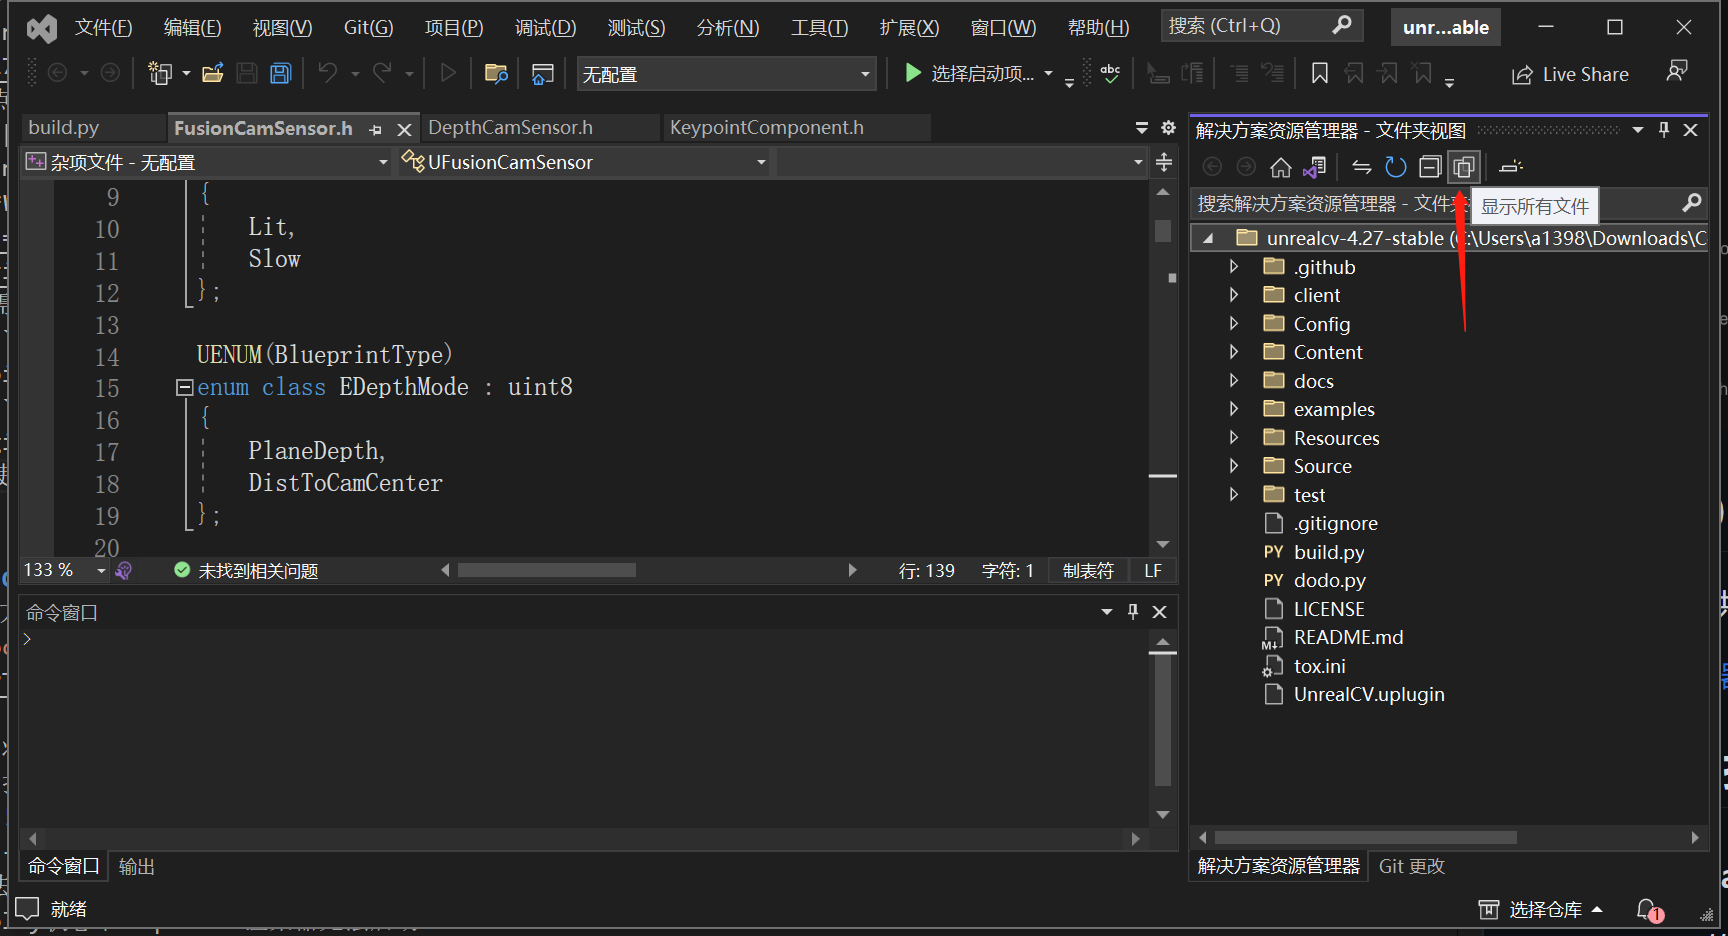 文件(F) 编辑(E) 视图(V) Git(G) 项目(P) 调试(D) 测试(S) 分析(N) 工具(T) 扩展(X) 窗口(W) 帮助(H) 搜索 (Ctrl+Q) unr...able
无配置 选择启动项... abc Live Share
build.py FusionCamSensor.h DepthCamSensor.h KeypointComponent.h
杂项文件 - 无配置 UFusionCamSensor
9 {
10 Lit,
11 Slow
12 };
13
14 UENUM(BlueprintType)
15 enum class EDepthMode : uint8
16 {
17 PlaneDepth,
18 DistToCamCenter
19 };
20
133 % 未找到相关问题 行: 139 字符: 1 制表符 LF
命令窗口
>
命令窗口 输出
解决方案资源管理器 - 文件夹视图
搜索解决方案资源管理器 - 文件夹
显示所有文件
unrealcv-4.27-stable (C:\Users\a1398\Downloads\C
.github
client
Config
Content
docs
examples
Resources
Source
test
.gitignore
PY build.py
PY dodo.py
LICENSE
README.md
tox.ini
UnrealCV.uplugin
解决方案资源管理器 Git 更改
就绪 选择仓库 1